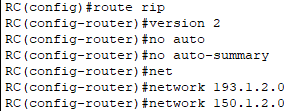 RC(config)#route rip
RC(config-router)#version 2
RC(config-router)#no auto
RC(config-router)#no auto-summary
RC(config-router)#net
RC(config-router)#network 193.1.2.0
RC(config-router)#network 150.1.2.0